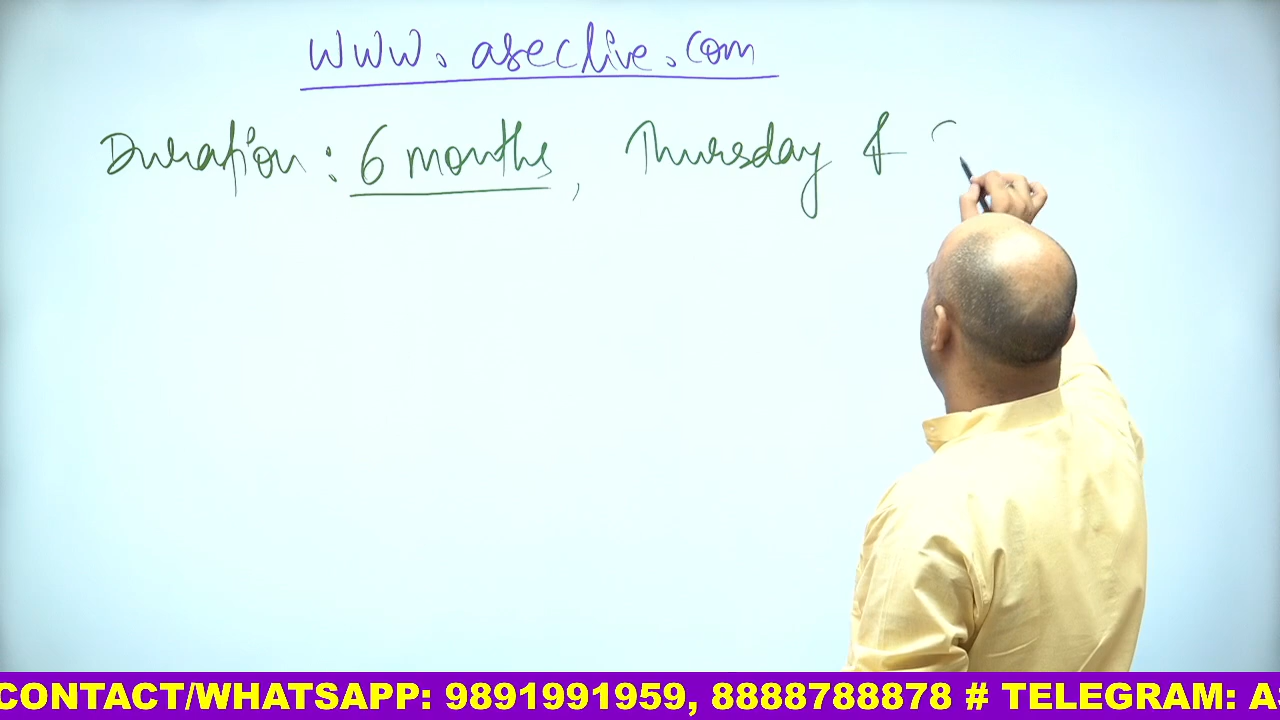 www.aseclive.com
Duration: 6 months, Thursday &
CONTACT/WHATSAPP: 9891991959, 8888788878 # TELEGRAM: